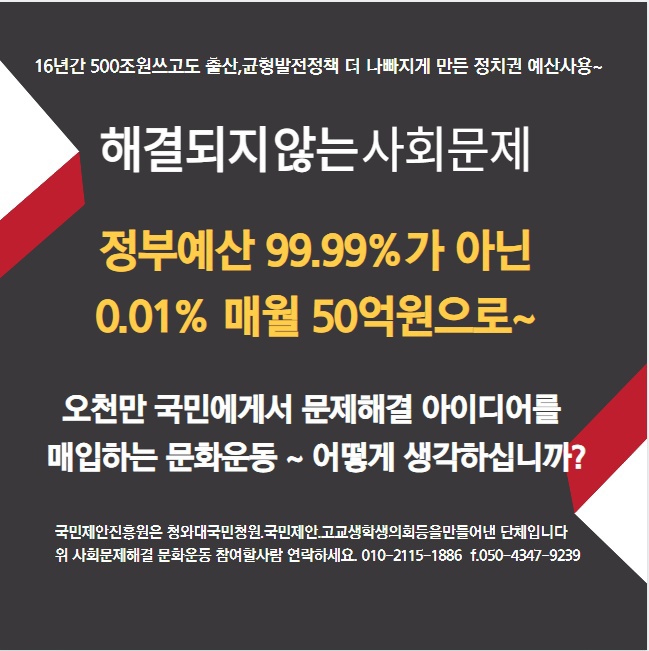 16년간 500조원쓰고도 출산,균형발전정책 더 나빠지게 만든 정치권 예산사용~
해결되지않는사회문제
정부예산 99.99%가 아닌
0.01% 매월 50억원으로~
오천만 국민에게서 문제해결 아이디어를
매입하는 문화운동 ~ 어떻게 생각하십니까?
국민제안진흥원은 청와대국민청원.국민제안.고교생학생의회등을만들어낸 단체입니다
위 사회문제해결 문화운동 참여할사람 연락하세요. 010-2115-1886 f.050-4347-9239